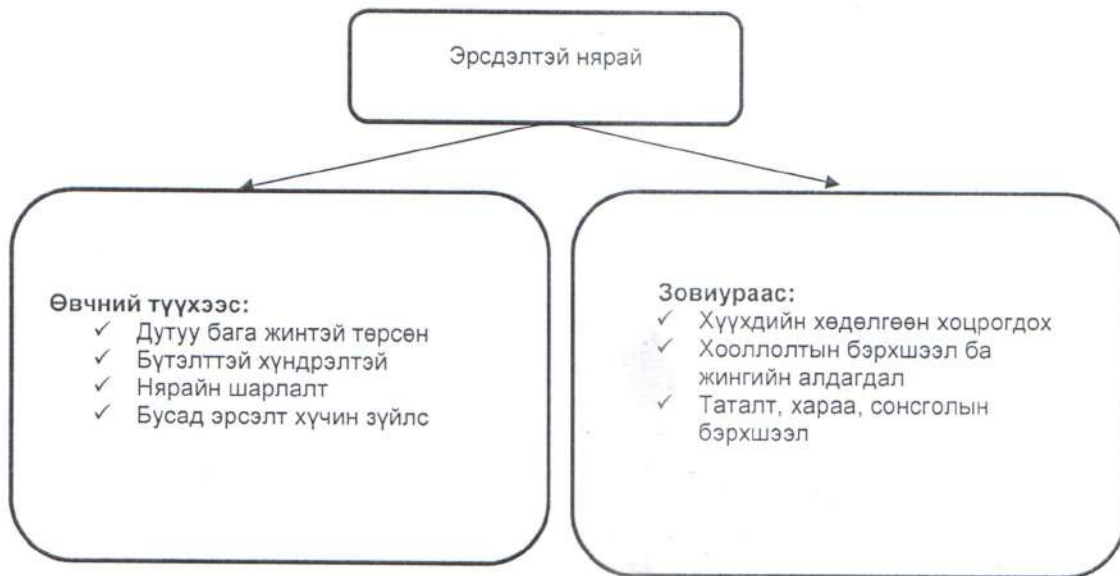 Эрсдэлтэй нярай
Өвчний түүхээс:
✓ Дутуу бага жинтэй төрсөн
✓ Бүтэлттэй хүндрэлтэй
✓ Нярайн шарлалт
✓ Бусад эрсэлт хүчин зүйлс
Зовиураас:
✓ Хүүхдийн хөдөлгөөн хоцрогдох
✓ Хооллолтын бэрхшээл ба
жингийн алдагдал
✓ Таталт, хараа, сонсголын
бэрхшээл